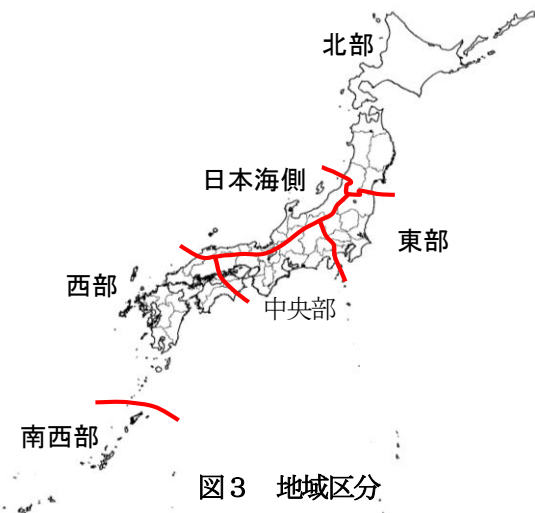 北部
日本海側
東部
西部
中央部
南西部
図３　地域区分